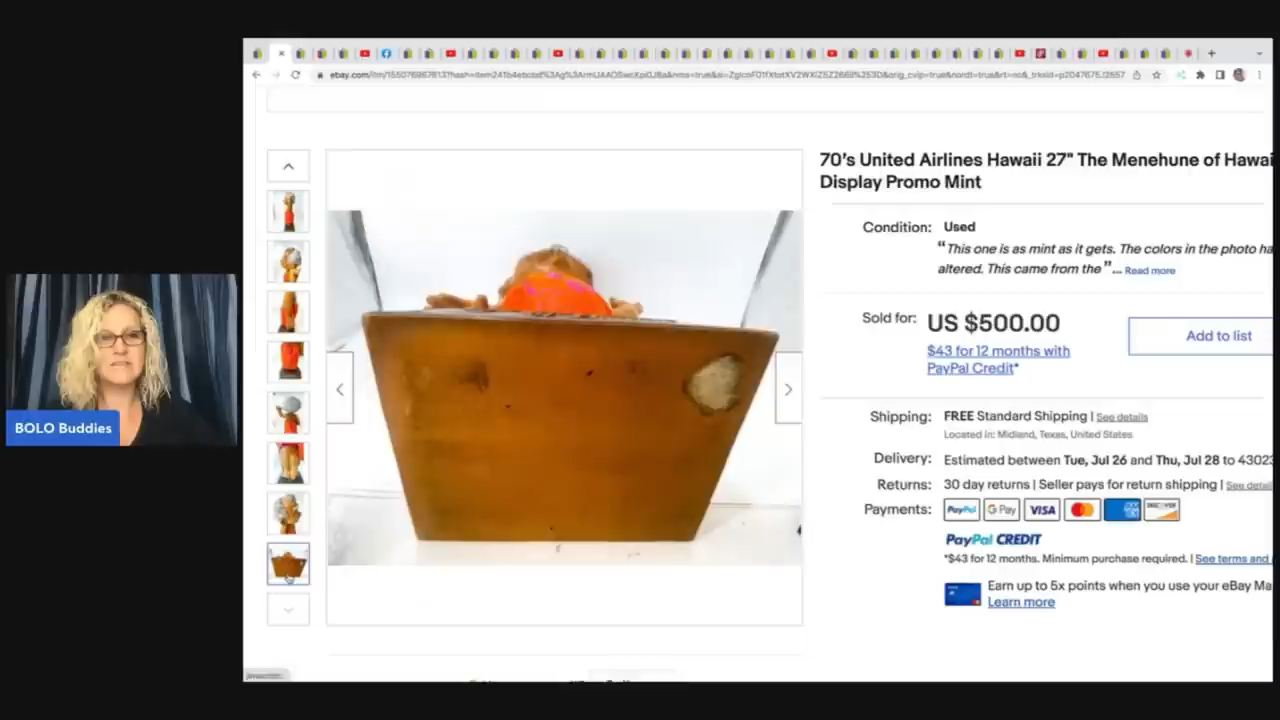 BOLO Buddies
70's United Airlines Hawaii 27" The Menehune of Hawai
Display Promo Mint
Condition: Used
"This one is as mint as it gets. The colors in the photo ha
altered. This came from the "... Read more
Sold for: US $500.00
Add to list
$43 for 12 months with
PayPal Credit*
Shipping: FREE Standard Shipping | See details
Located in: Midland, Texas, United States
Delivery: Estimated between Tue, Jul 26 and Thu, Jul 28 to 4302
Returns: 30 day returns | Seller pays for return shipping | See detail
Payments: PayPal G Pay VISA DISCOVER
PayPal CREDIT
*$43 for 12 months. Minimum purchase required. | See terms and
Earn up to 5x points when you use your eBay Ma
Learn more